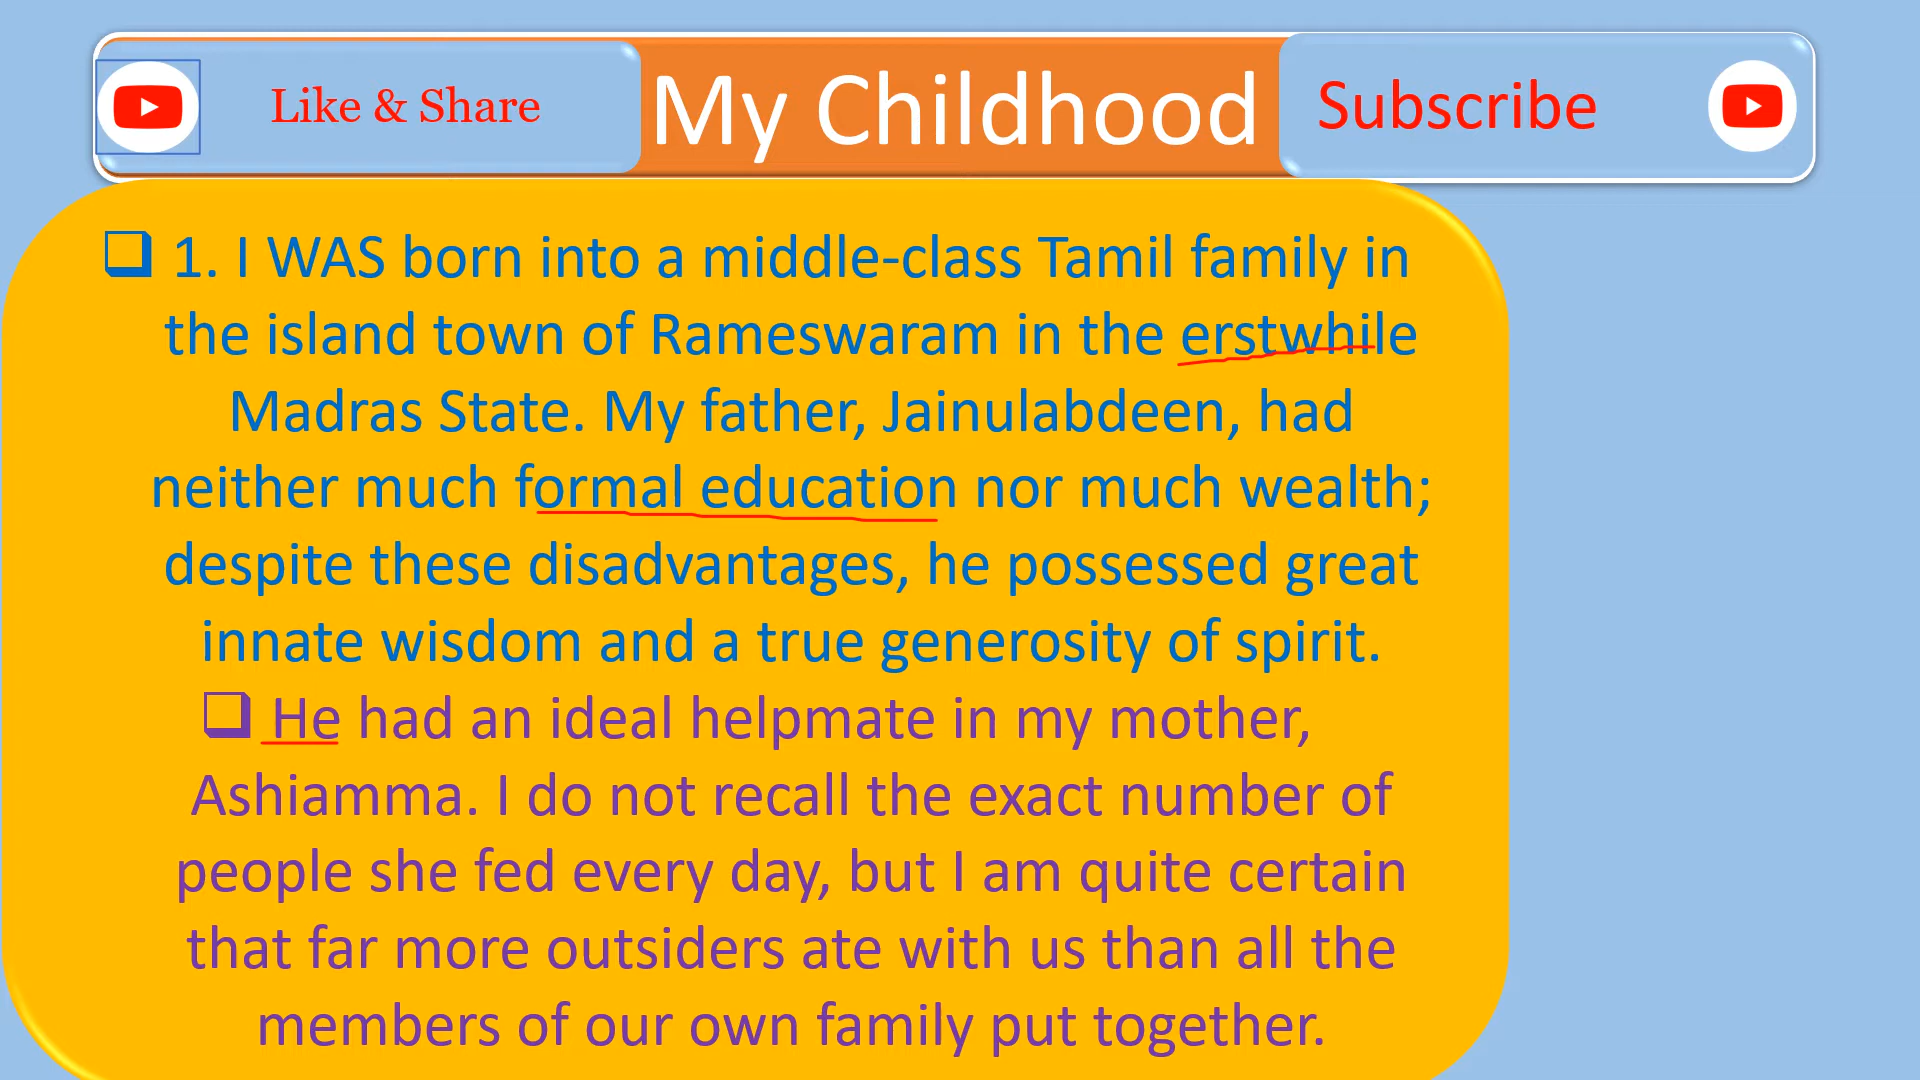 Like & Share
My Childhood
Subscribe
1. I WAS born into a middle-class Tamil family in
the island town of Rameswaram in the erstwhile
Madras State. My father, Jainulabdeen, had
neither much formal education nor much wealth;
despite these disadvantages, he possessed great
innate wisdom and a true generosity of spirit.
He had an ideal helpmate in my mother,
Ashiamma. I do not recall the exact number of
people she fed every day, but I am quite certain
that far more outsiders ate with us than all the
members of our own family put together.